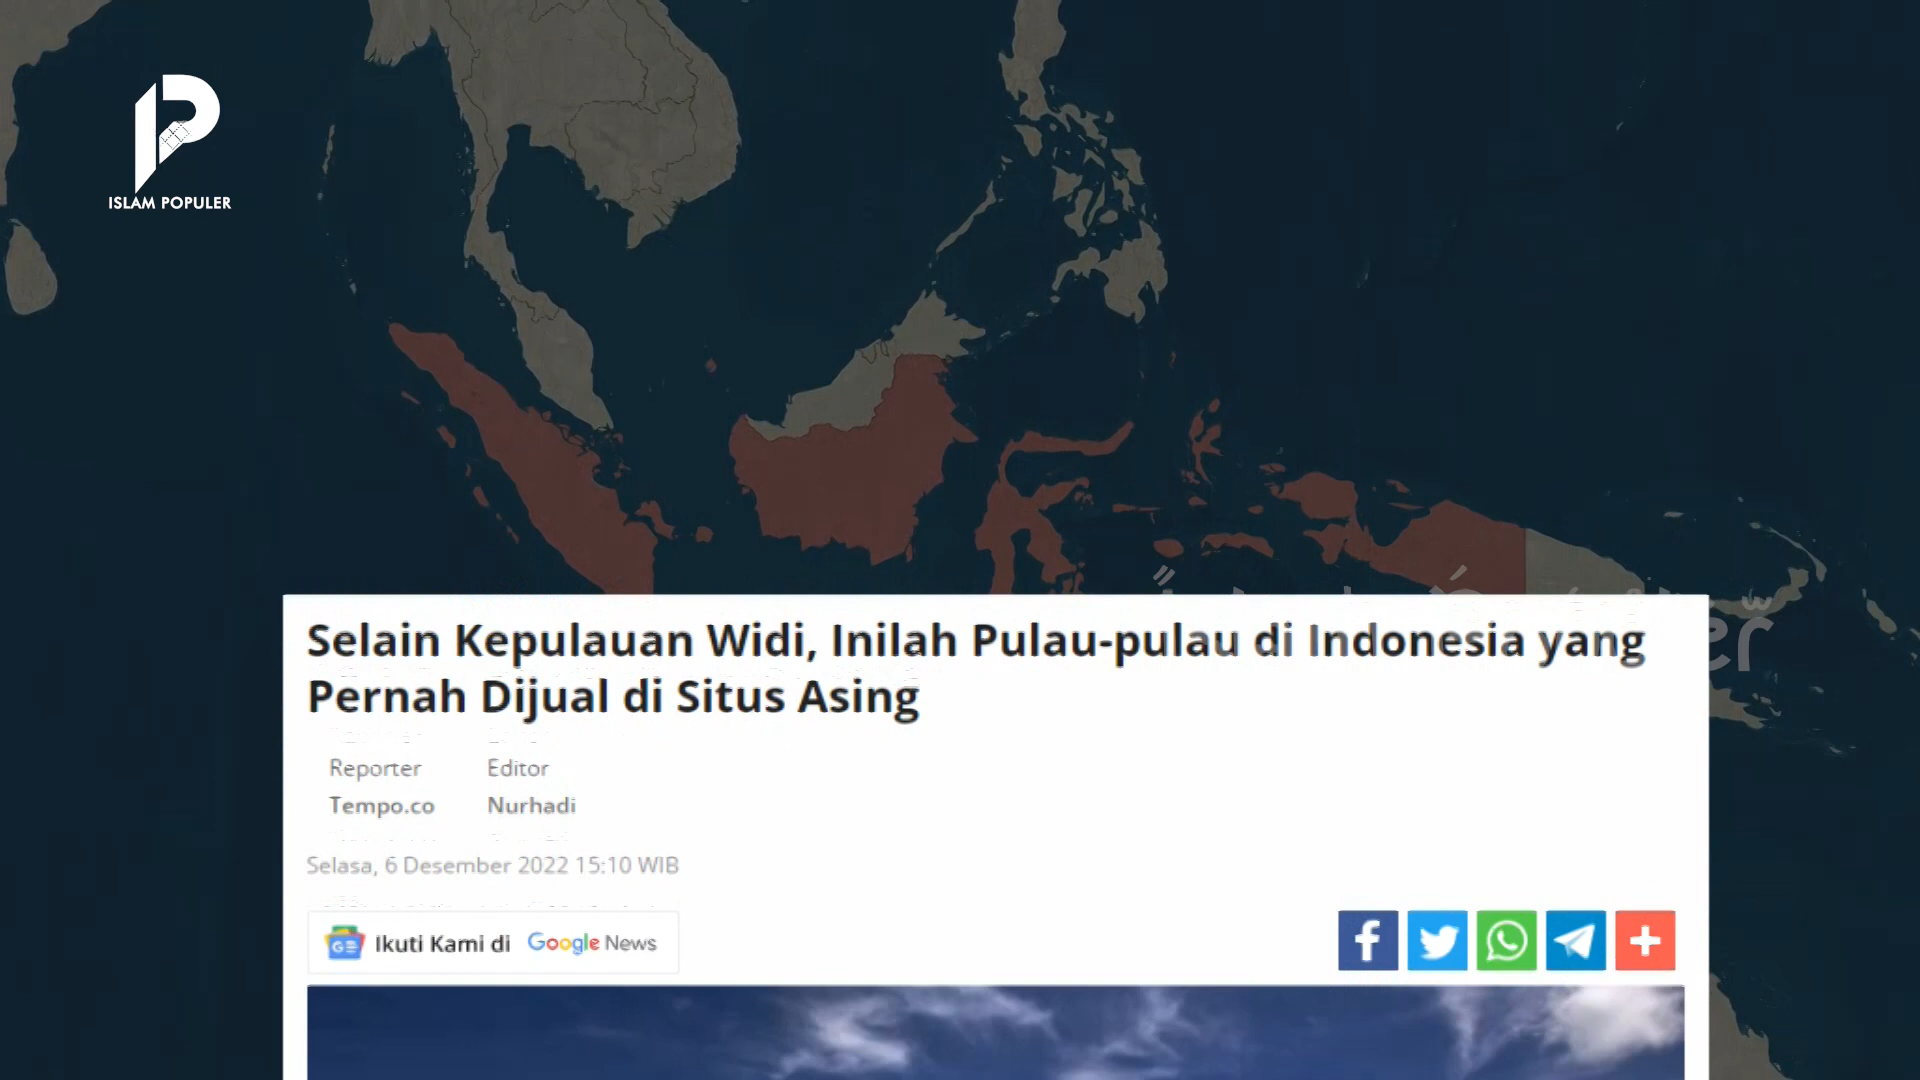 ISLAM POPULER
Selain Kepulauan Widi, Inilah Pulau-pulau di Indonesia yang
Pernah Dijual di Situs Asing
Reporter Editor
Tempo.co Nurhadi
Selasa, 6 Desember 2022 15:10 WIB
Ikuti Kami di Google News